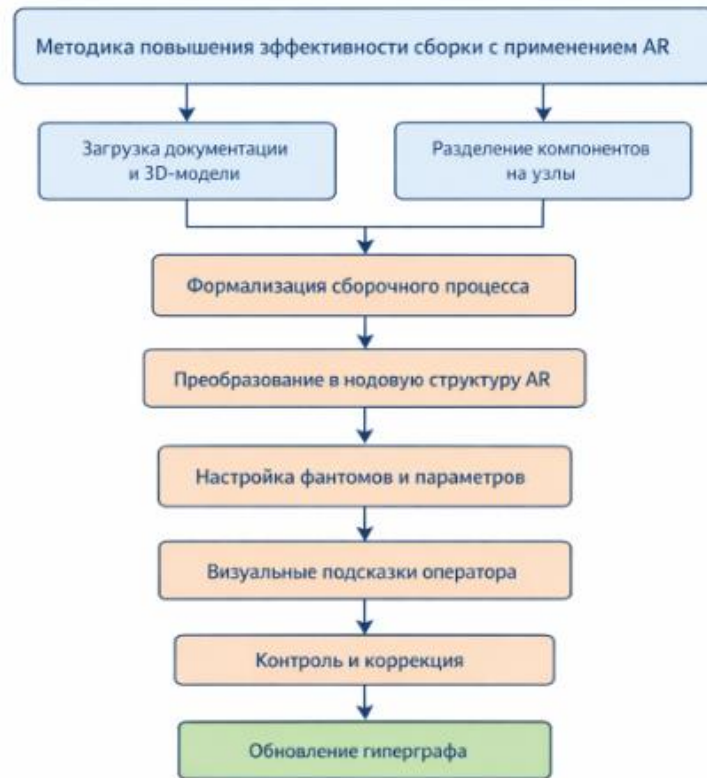 Методика повышения эффективности сборки с применением AR
Загрузка документации
и 3D-модели
Разделение компонентов
на узлы
Формализация сборочного процесса
Преобразование в нодовую структуру AR
Настройка фантомов и параметров
Визуальные подсказки оператора
Контроль и коррекция
Обновление гиперграфа